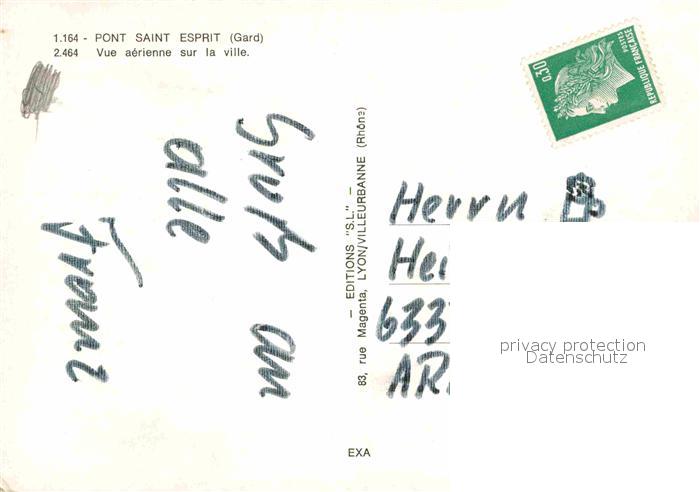 1.164 - PONT SAINT ESPRIT (Gard)
2.464 Vue aérienne sur la ville.
Gruß an
alle
Franz
— EDITIONS "S.L." —
83, rue Magenta, LYON/VILLEURBANNE (Rhône)
0.30
POSTES
REPUBLIQUE FRANÇAISE
Herrn
633
privacy protection
Datenschutz
EXA